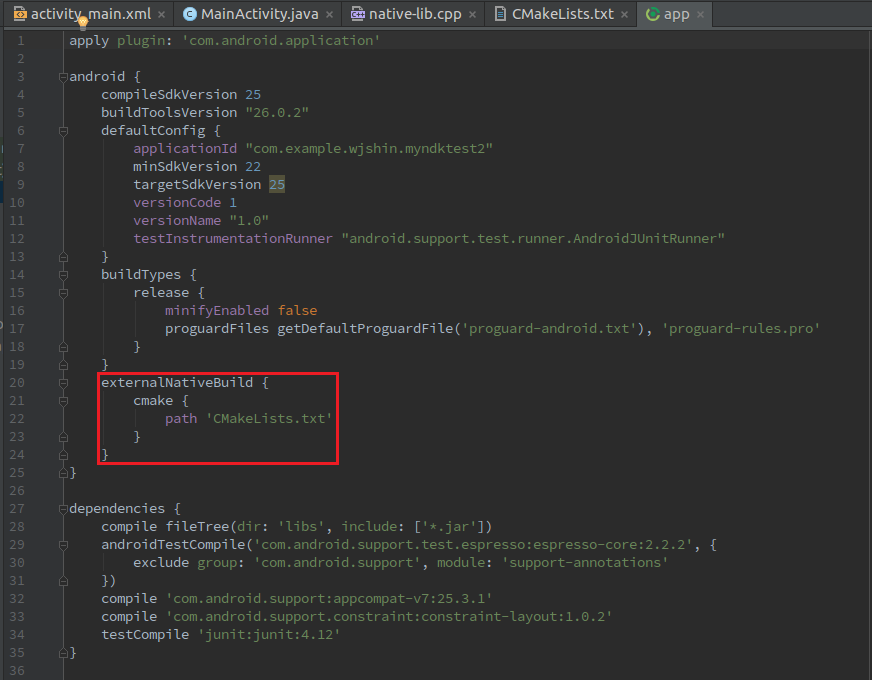 activity_main.xml × MainActivity.java × native-lib.cpp × CMakeLists.txt × app ×
1 apply plugin: 'com.android.application'
2
3 android {
4     compileSdkVersion 25
5     buildToolsVersion "26.0.2"
6     defaultConfig {
7         applicationId "com.example.wjshin.myndktest2"
8         minSdkVersion 22
9         targetSdkVersion 25
10         versionCode 1
11         versionName "1.0"
12         testInstrumentationRunner "android.support.test.runner.AndroidJUnitRunner"
13     }
14     buildTypes {
15         release {
16             minifyEnabled false
17             proguardFiles getDefaultProguardFile('proguard-android.txt'), 'proguard-rules.pro'
18         }
19     }
20     externalNativeBuild {
21         cmake {
22             path 'CMakeLists.txt'
23         }
24     }
25 }
26
27 dependencies {
28     compile fileTree(dir: 'libs', include: ['*.jar'])
29     androidTestCompile('com.android.support.test.espresso:espresso-core:2.2.2', {
30         exclude group: 'com.android.support', module: 'support-annotations'
31     })
32     compile 'com.android.support:appcompat-v7:25.3.1'
33     compile 'com.android.support.constraint:constraint-layout:1.0.2'
34     testCompile 'junit:junit:4.12'
35 }
36